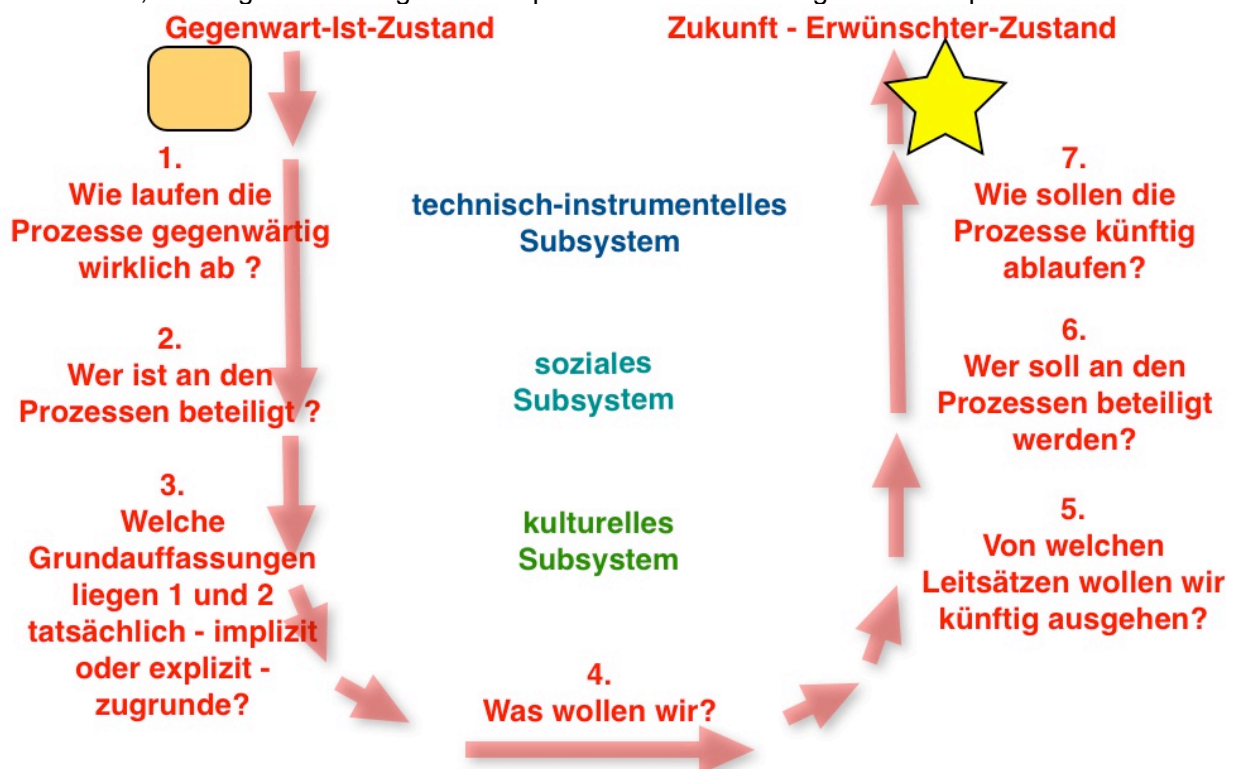 Gegenwart-Ist-Zustand
Zukunft - Erwünschter-Zustand
1.
Wie laufen die
Prozesse gegenwärtig
wirklich ab ?
2.
Wer ist an den
Prozessen beteiligt ?
3.
Welche
Grundauffassungen
liegen 1 und 2
tatsächlich - implizit
oder explizit -
zugrunde?
technisch-instrumentelles
Subsystem
soziales
Subsystem
kulturelles
Subsystem
4.
Was wollen wir?
7.
Wie sollen die
Prozesse künftig
ablaufen?
6.
Wer soll an den
Prozessen beteiligt
werden?
5.
Von welchen
Leitsätzen wollen wir
künftig ausgehen?